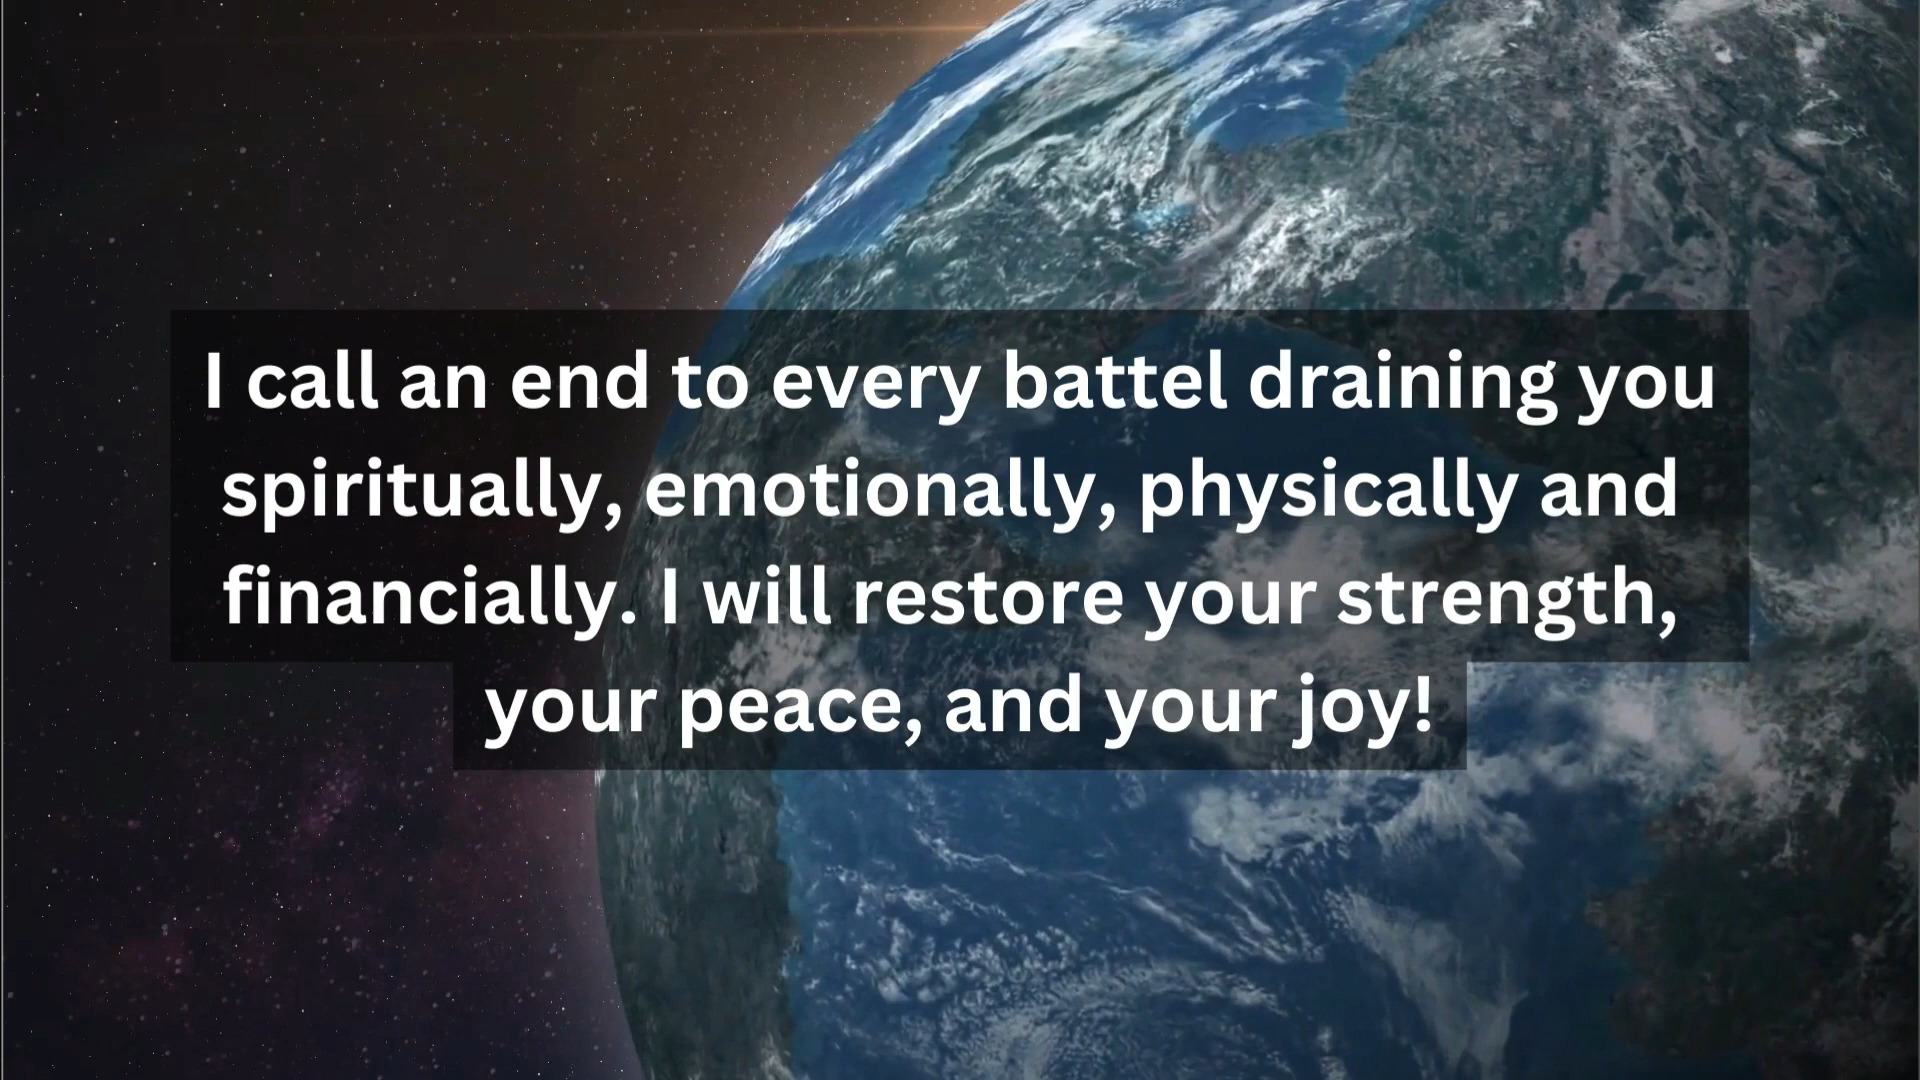 I call an end to every battel draining you
spiritually, emotionally, physically and
financially. I will restore your strength,
your peace, and your joy!